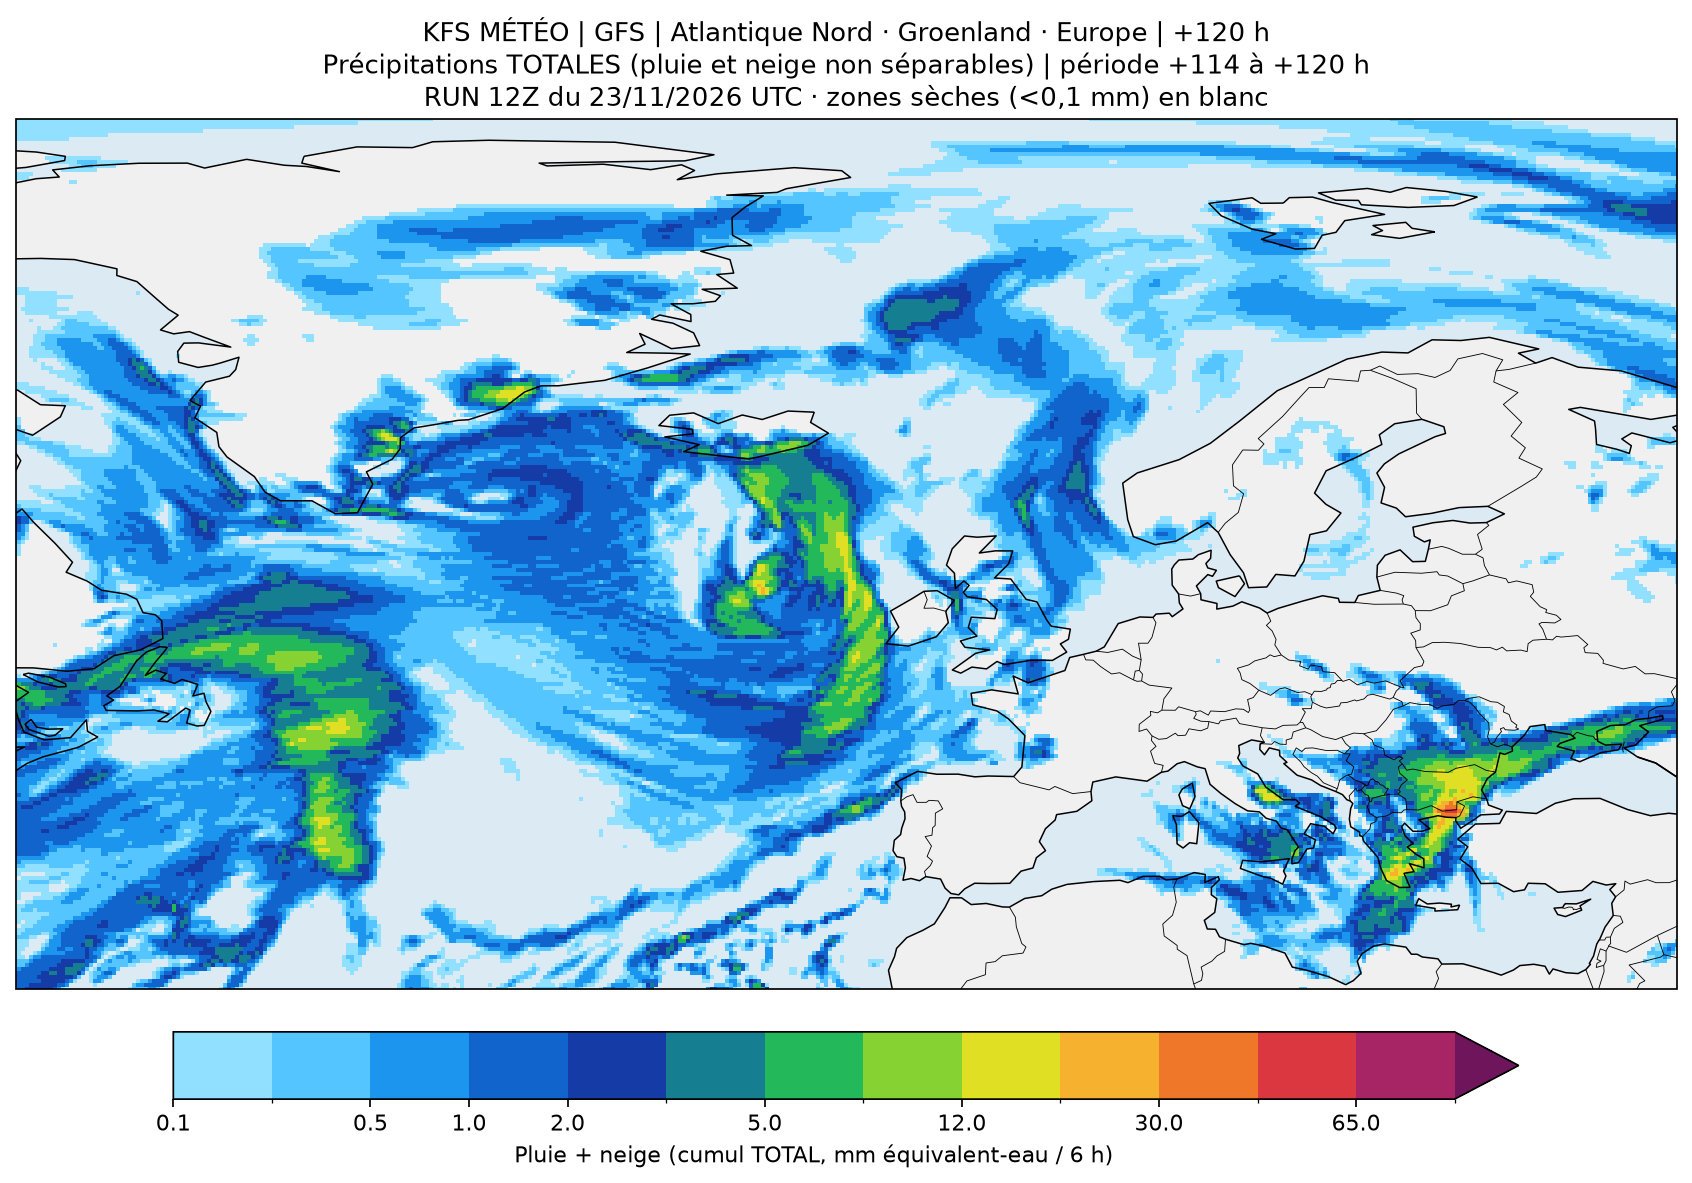 KFS MÉTÉO | GFS | Atlantique Nord · Groenland · Europe | +120 h
Précipitations TOTALES (pluie et neige non séparables) | période +114 à +120 h
RUN 12Z du 23/11/2026 UTC · zones sèches (<0,1 mm) en blanc
0.1 0.5 1.0 2.0 5.0 12.0 30.0 65.0
Pluie + neige (cumul TOTAL, mm équivalent-eau / 6 h)